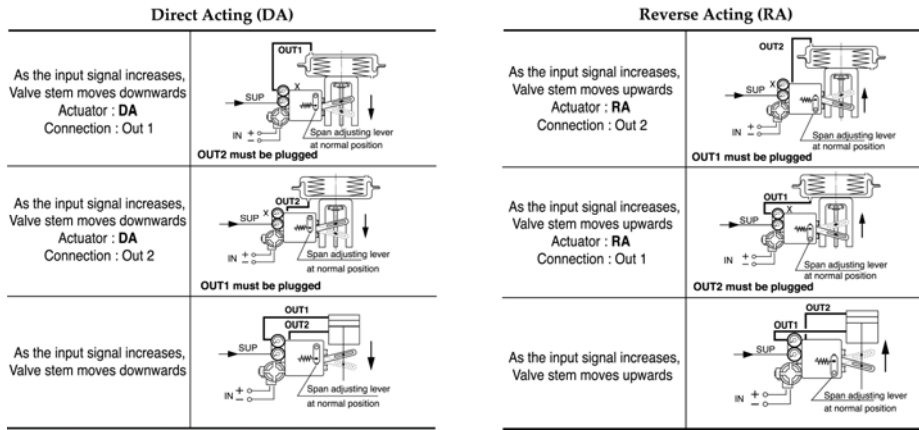 Direct Acting (DA)
As the input signal increases,
Valve stem moves downwards
Actuator : DA
Connection : Out 1
OUT1
X
SUP
IN + −
Span adjusting lever
at normal position
OUT2 must be plugged
As the input signal increases,
Valve stem moves downwards
Actuator : DA
Connection : Out 2
OUT2
X
SUP
IN + −
Span adjusting lever
at normal position
OUT1 must be plugged
As the input signal increases,
Valve stem moves downwards
OUT1
OUT2
SUP
IN + −
Span adjusting lever
at normal position
Reverse Acting (RA)
As the input signal increases,
Valve stem moves upwards
Actuator : RA
Connection : Out 2
OUT2
X
SUP
IN + −
Span adjusting lever
at normal position
OUT1 must be plugged
As the input signal increases,
Valve stem moves upwards
Actuator : RA
Connection : Out 1
OUT1
X
SUP
IN + −
Span adjusting lever
at normal position
OUT2 must be plugged
As the input signal increases,
Valve stem moves upwards
OUT2
OUT1
SUP
IN + −
Span adjusting lever
at normal position